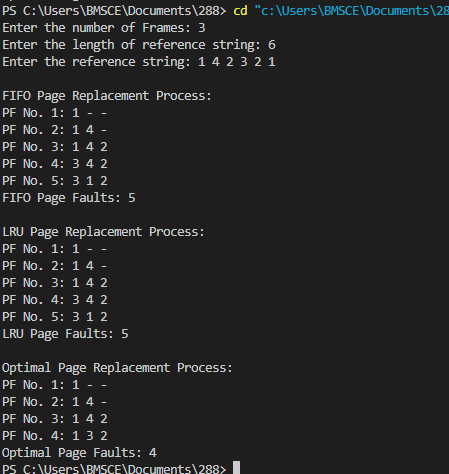 PS C:\Users\BMSCE\Documents\288> cd "c:\Users\BMSCE\Documents\28
Enter the number of Frames: 3
Enter the length of reference string: 6
Enter the reference string: 1 4 2 3 2 1
FIFO Page Replacement Process:
PF No. 1: 1 - -
PF No. 2: 1 4 -
PF No. 3: 1 4 2
PF No. 4: 3 4 2
PF No. 5: 3 1 2
FIFO Page Faults: 5
LRU Page Replacement Process:
PF No. 1: 1 - -
PF No. 2: 1 4 -
PF No. 3: 1 4 2
PF No. 4: 3 4 2
PF No. 5: 3 1 2
LRU Page Faults: 5
Optimal Page Replacement Process:
PF No. 1: 1 - -
PF No. 2: 1 4 -
PF No. 3: 1 4 2
PF No. 4: 1 3 2
Optimal Page Faults: 4
PS C:\Users\BMSCE\Documents\288>